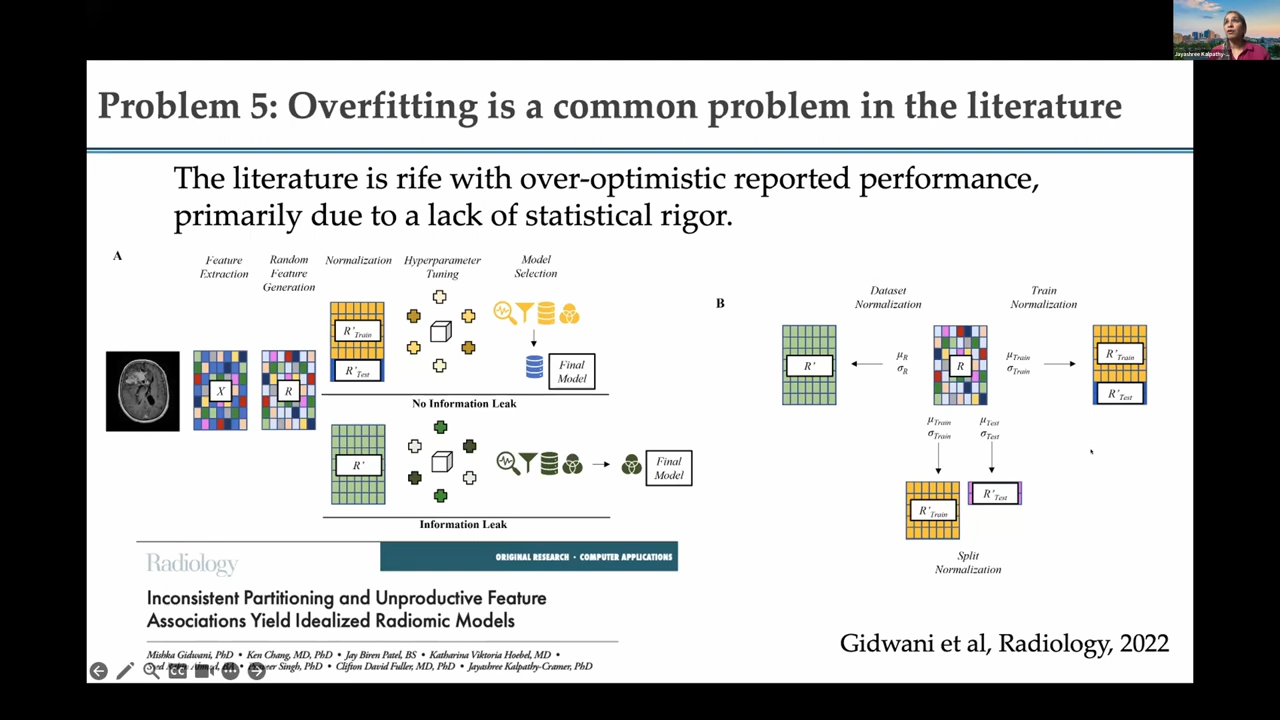 Jayashree Kalpathy-...
Problem 5: Overfitting is a common problem in the literature
The literature is rife with over-optimistic reported performance,
primarily due to a lack of statistical rigor.
A
Feature
Extraction
Random
Feature
Generation
Normalization
Hyperparameter
Tuning
Model
Selection
X
R
R'Train
R'Test
Final
Model
No Information Leak
R'
Final
Model
Information Leak
B
Dataset
Normalization
Train
Normalization
R'
μR
σR
R
μTrain
σTrain
R'Train
R'Test
μTrain
σTrain
μTest
σTest
R'Train
R'Test
Split
Normalization
Radiology
ORIGINAL RESEARCH • COMPUTER APPLICATIONS
Inconsistent Partitioning and Unproductive Feature
Associations Yield Idealized Radiomic Models
Mishka Gidwani, PhD • Ken Chang, MD, PhD • Jay Biren Patel, BS • Katharina Viktoria Hoebel, MD •
Singh, PhD • Clifton David Fuller, MD, PhD • Jayashree Kalpathy-Cramer, PhD
CC
Gidwani et al, Radiology, 2022